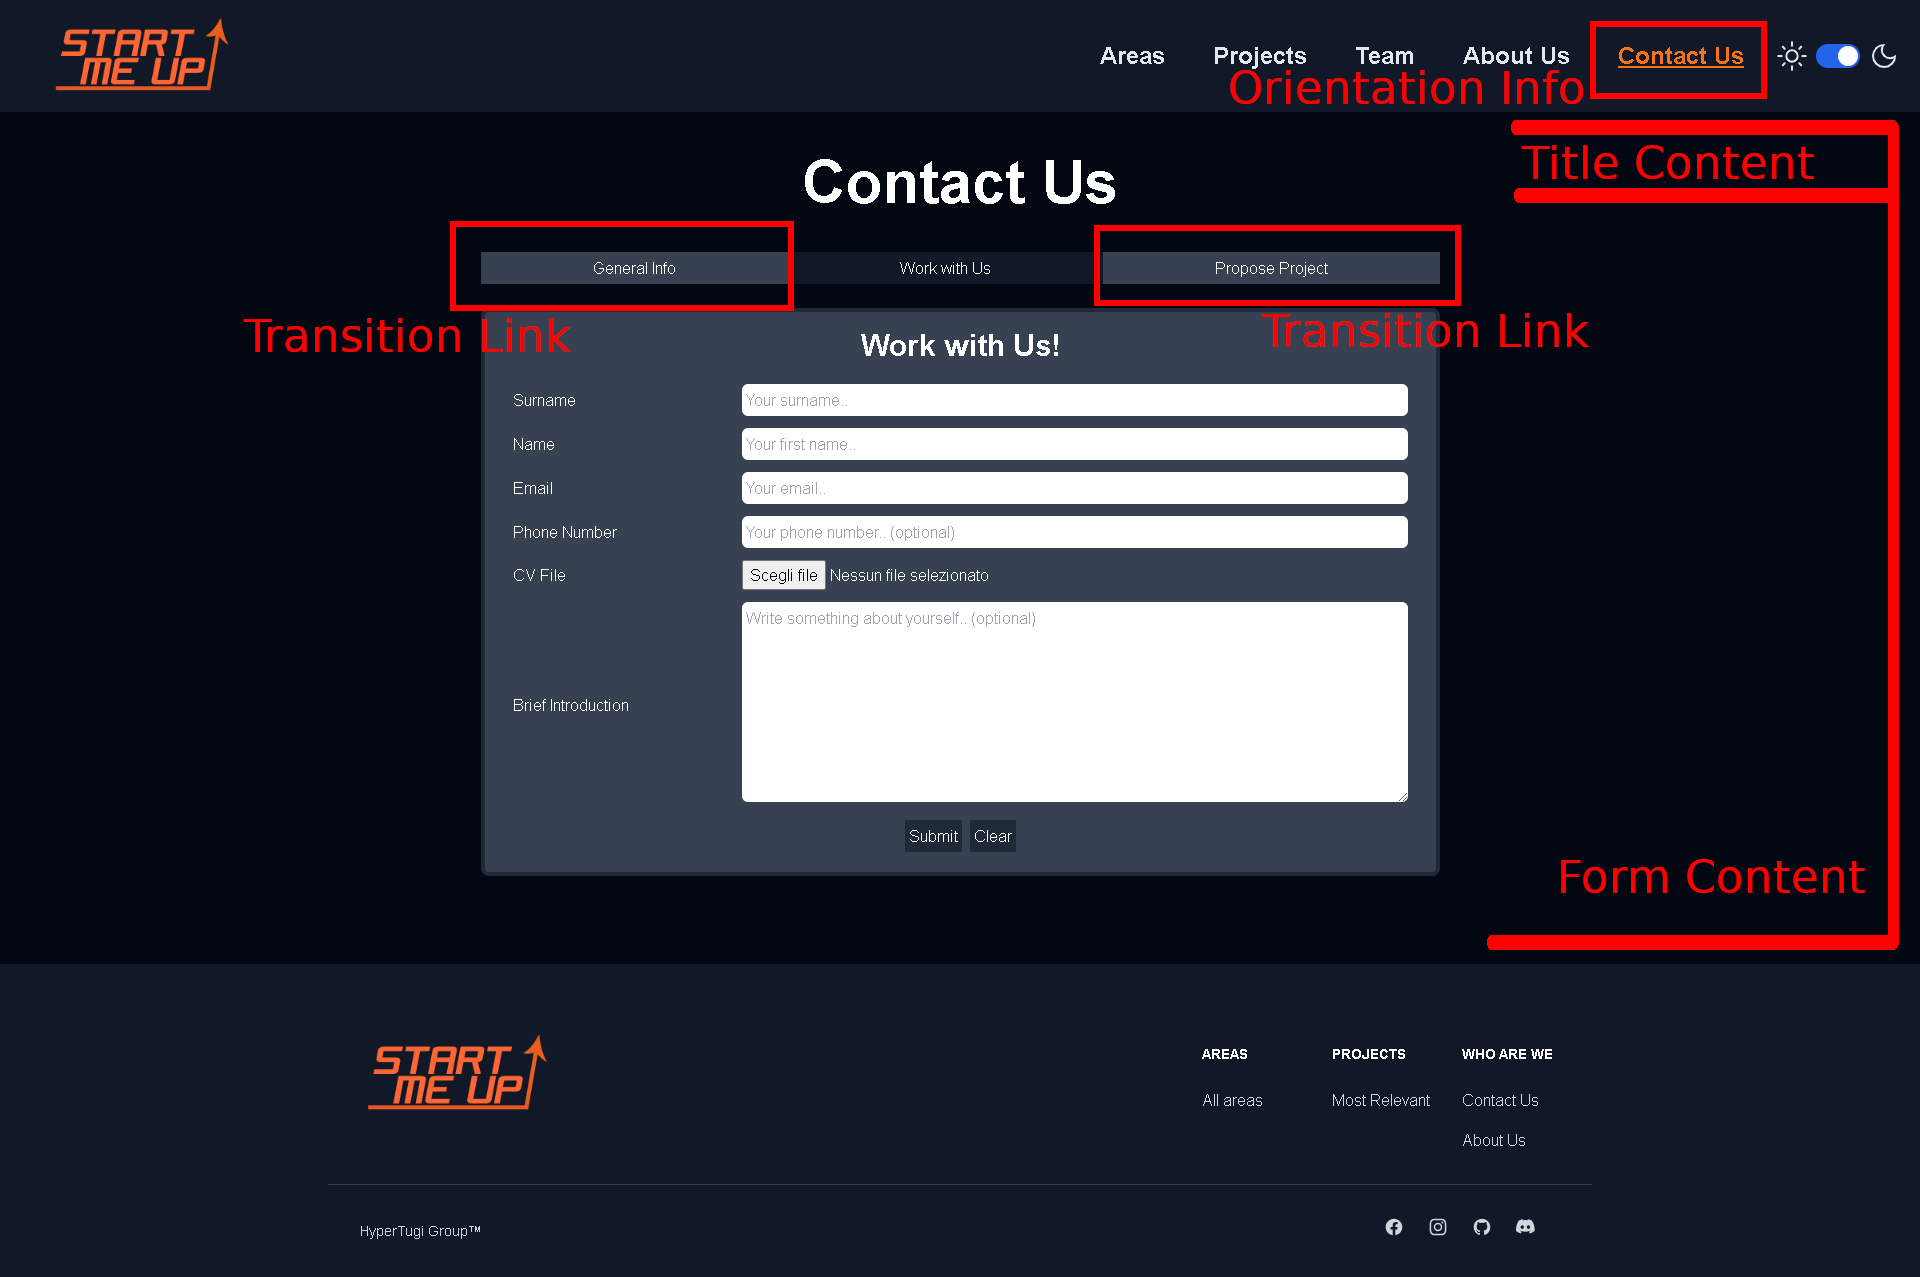 START
ME UP
Areas Projects Team About Us Contact Us
Orientation Info
Title Content
Contact Us
General Info Work with Us Propose Project
Transition Link
Transition Link
Work with Us!
Surname Your surname..
Name Your first name..
Email Your email..
Phone Number Your phone number.. (optional)
CV File Scegli file Nessun file selezionato
Write something about yourself.. (optional)
Brief Introduction
Submit Clear
Form Content
START
ME UP
AREAS PROJECTS WHO ARE WE
All areas Most Relevant Contact Us
About Us
HyperTugi Group™